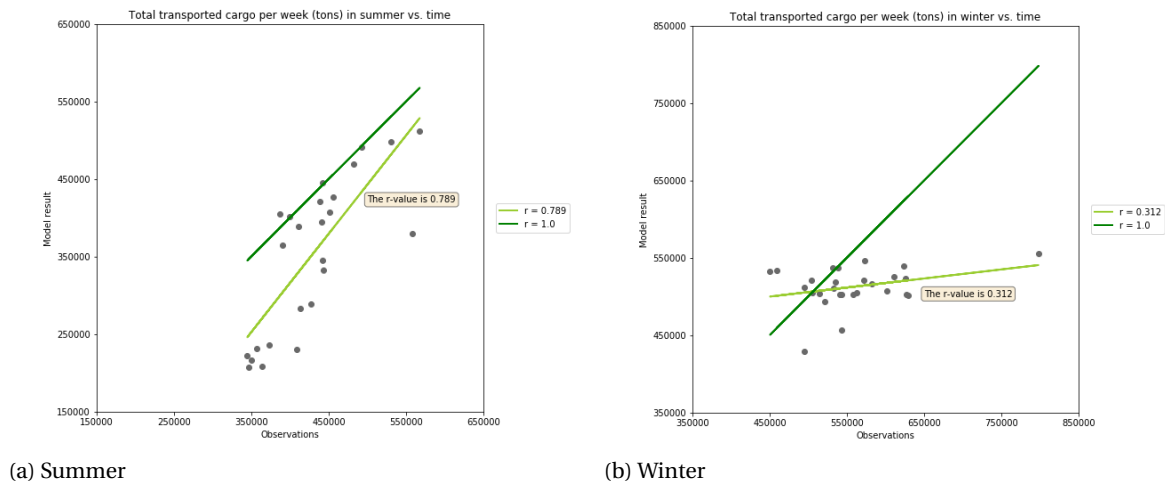 Total transported cargo per week (tons) in summer vs. time
650000
550000
450000
350000
250000
150000
Model result
150000
250000
350000
450000
550000
650000
Observations
The r-value is 0.789
r = 0.789
r = 1.0
(a) Summer
Total transported cargo per week (tons) in winter vs. time
850000
750000
650000
550000
450000
350000
Model result
350000
450000
550000
650000
750000
850000
Observations
The r-value is 0.312
r = 0.312
r = 1.0
(b) Winter